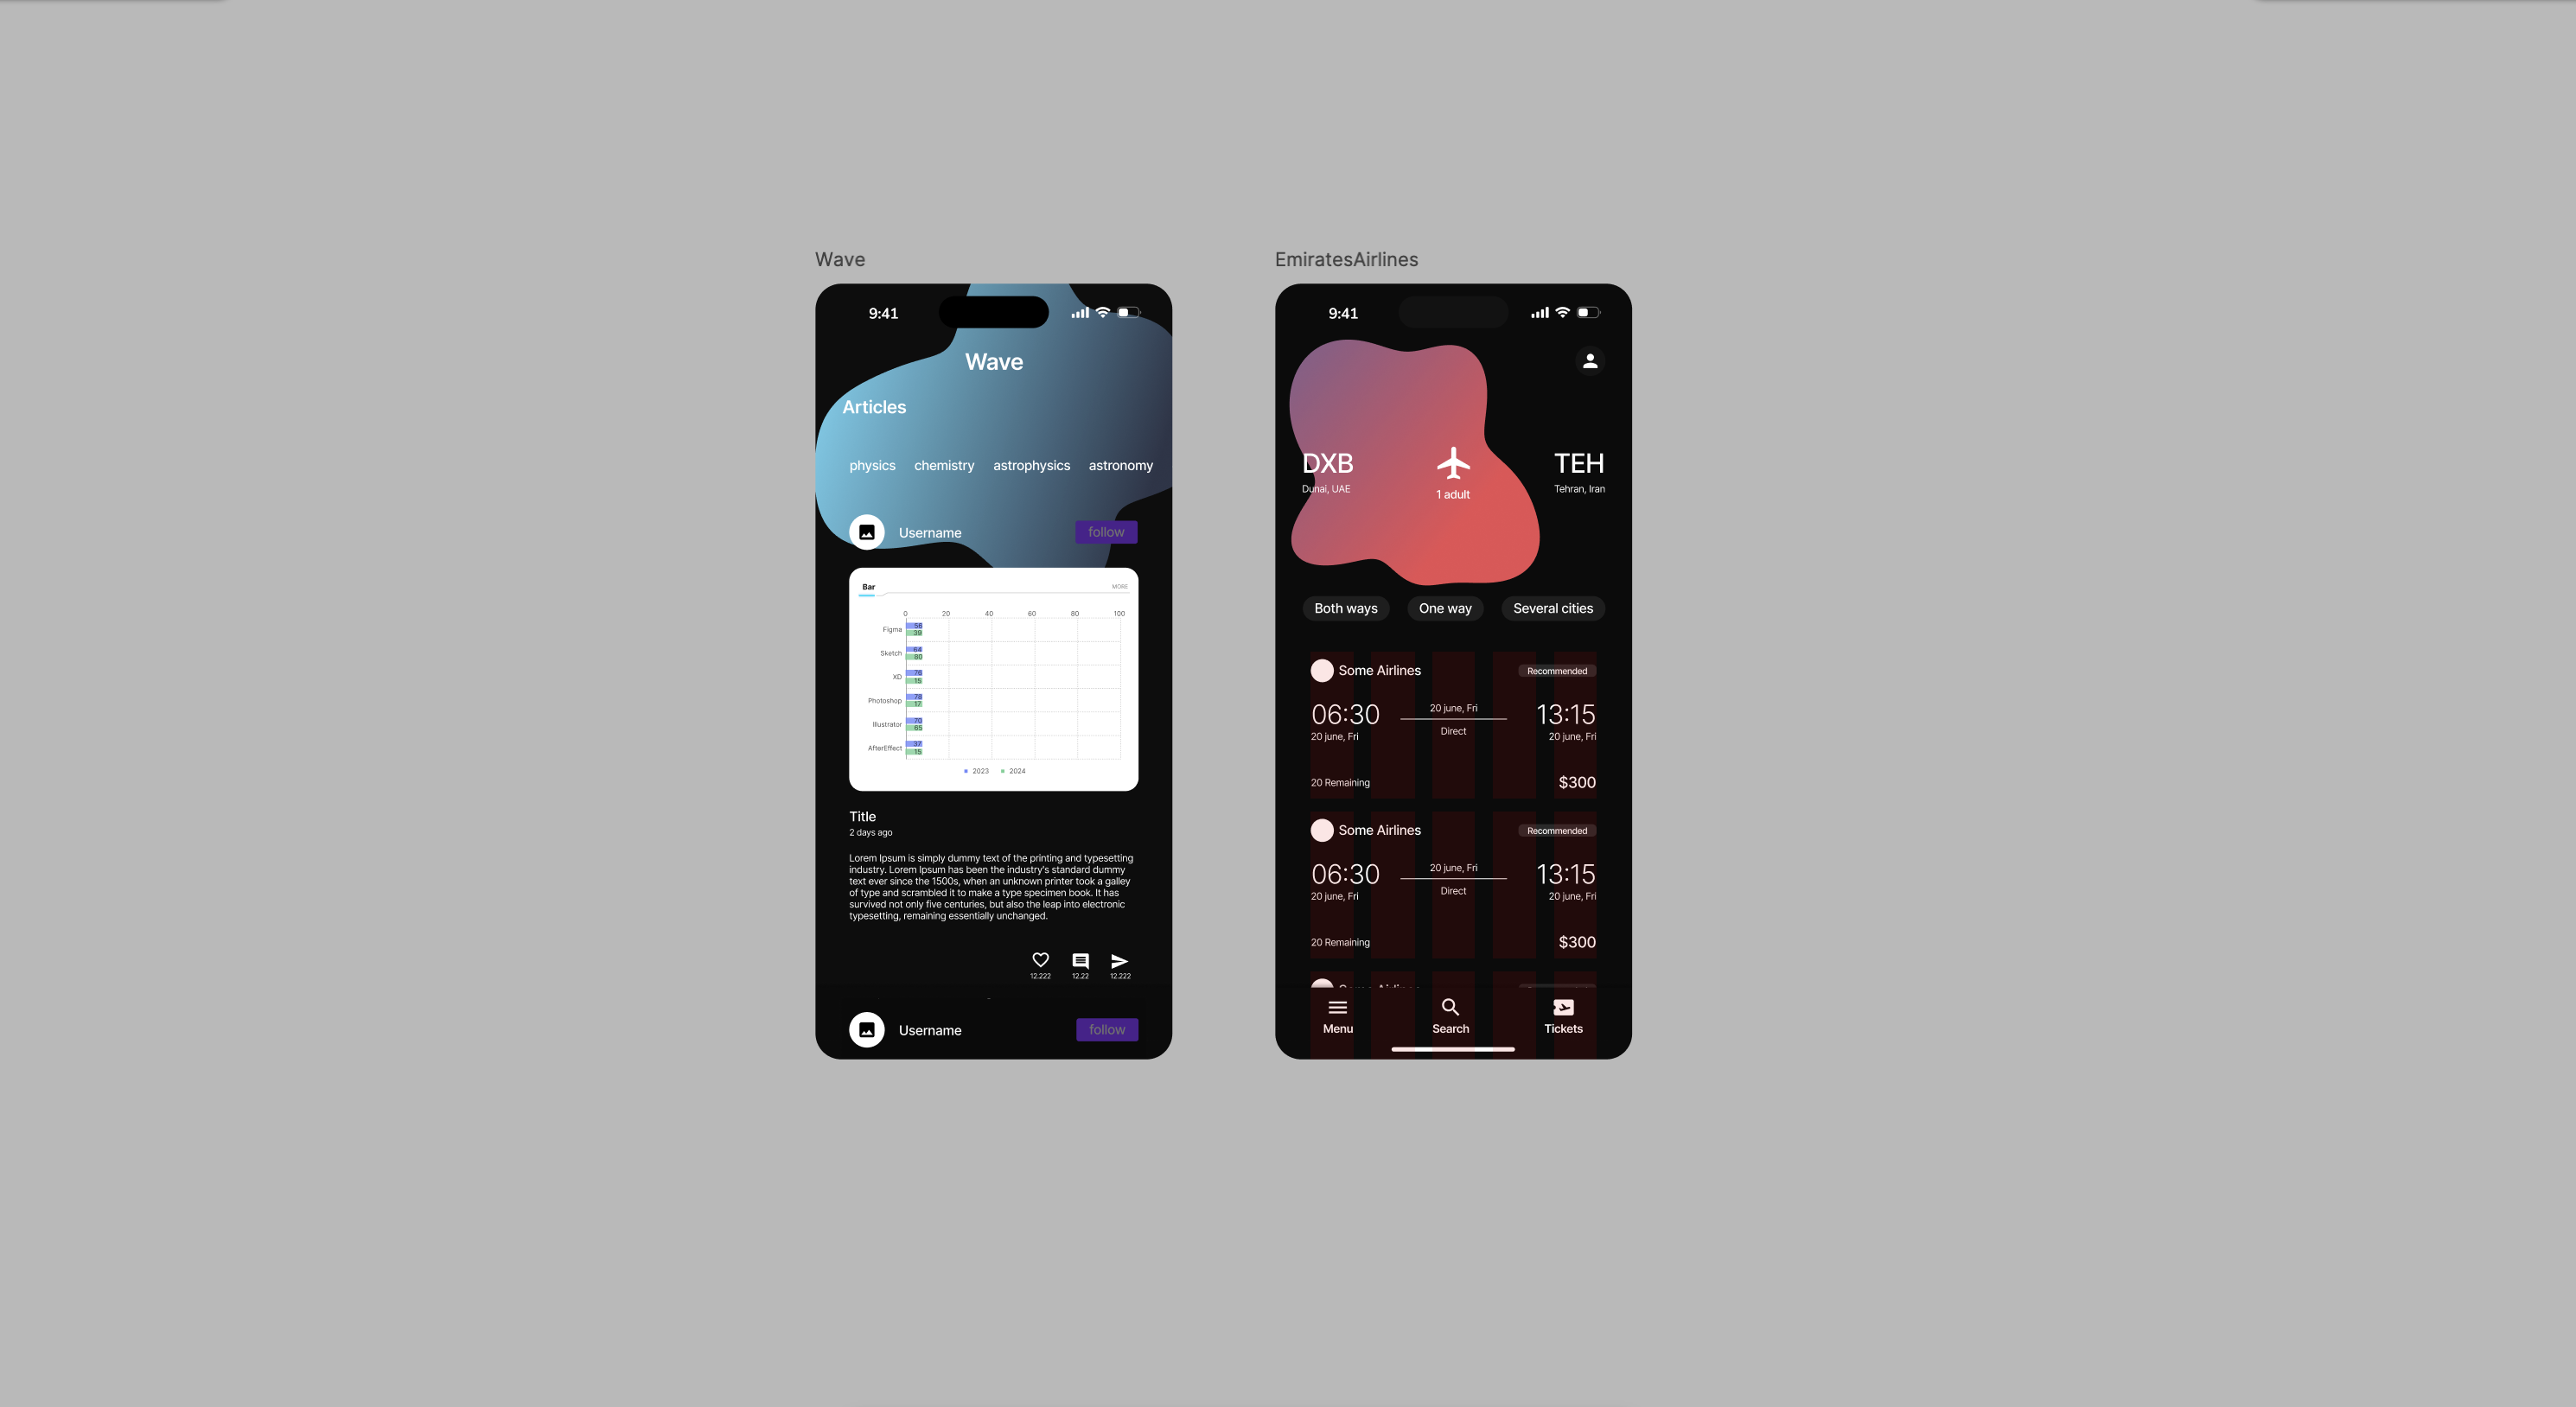 Wave
9:41
Wave
Articles
physics chemistry astrophysics astronomy
Username follow
Bar MORE
0 20 40 60 80 100
Figma 56
39
Sketch 64
80
XD 76
15
Photoshop 78
17
Illustrator 70
65
AfterEffect 37
15
2023 2024
Title
2 days ago
Lorem Ipsum is simply dummy text of the printing and typesetting
industry. Lorem Ipsum has been the industry's standard dummy
text ever since the 1500s, when an unknown printer took a galley
of type and scrambled it to make a type specimen book. It has
survived not only five centuries, but also the leap into electronic
typesetting, remaining essentially unchanged.
12.222 12.22 12.222
Username follow
EmiratesAirlines
9:41
DXB TEH
Dunai, UAE 1 adult Tehran, Iran
Both ways One way Several cities
Some Airlines Recommended
06:30 20 june, Fri 13:15
20 june, Fri Direct 20 june, Fri
20 Remaining $300
Some Airlines Recommended
06:30 20 june, Fri 13:15
20 june, Fri Direct 20 june, Fri
20 Remaining $300
Menu Search Tickets